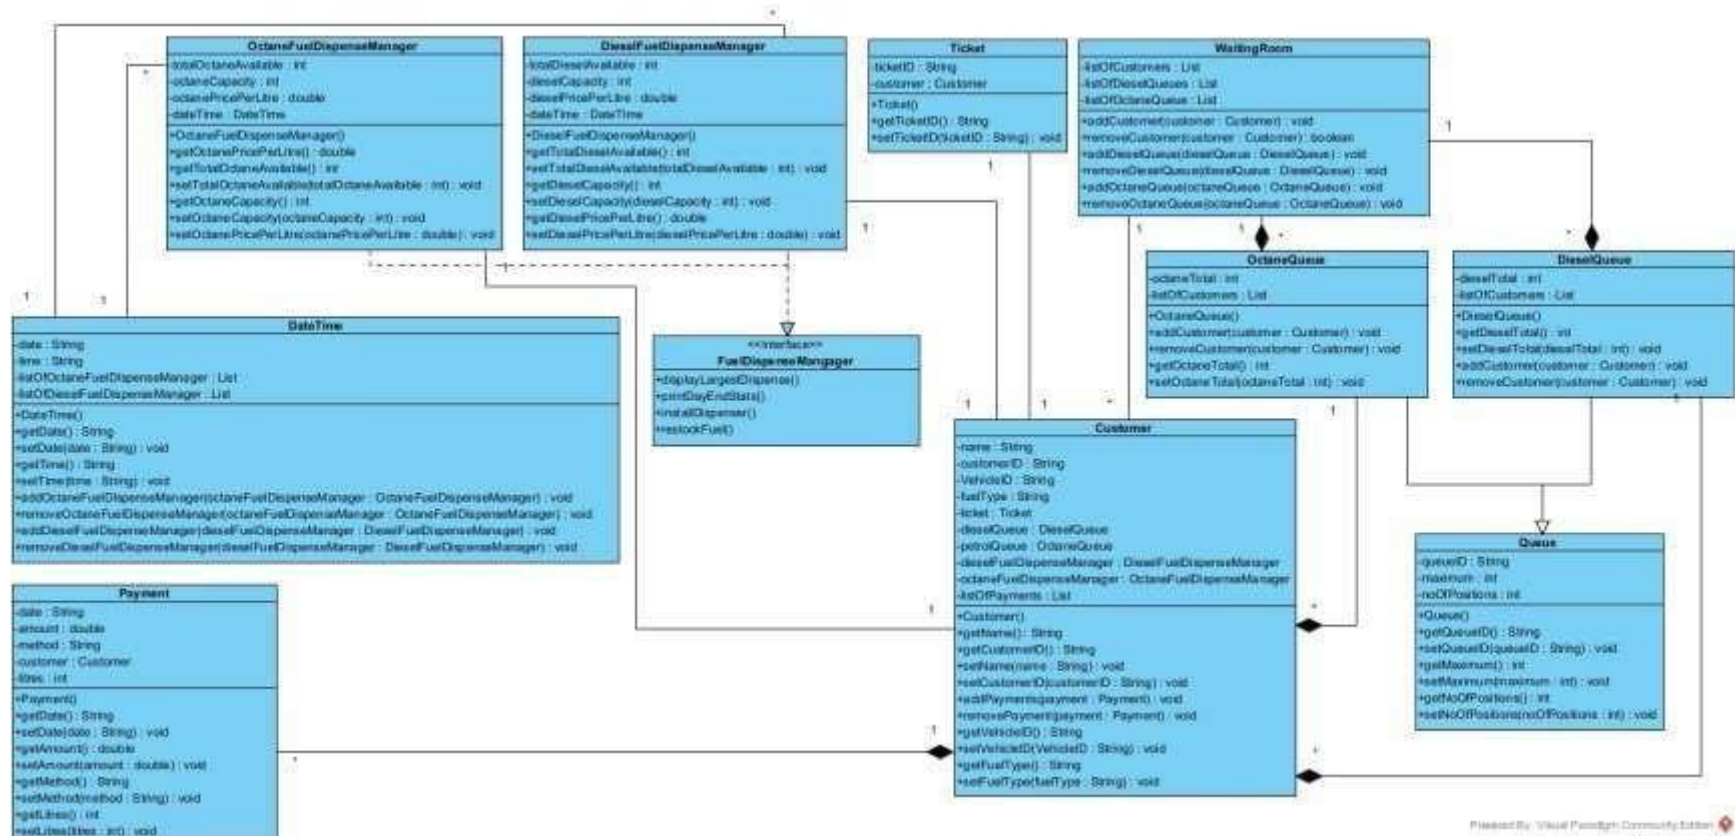 OctaneFuelDispenseManager
-totalOctaneAvailable : int
-octaneCapacity : int
-octanePricePerLitre : double
-dateTime : DateTime
+OctaneFuelDispenseManager()
+getOctanePricePerLitre() : double
+getTotalOctaneAvailable() : int
+setTotalOctaneAvailable(totalOctaneAvailable : int) : void
+getOctaneCapacity() : int
+setOctaneCapacity(octaneCapacity : int) : void
+setOctanePricePerLitre(octanePricePerLitre : double) : void
DieselFuelDispenseManager
-totalDieselAvailable : int
-dieselCapacity : int
-dieselPricePerLitre : double
-dateTime : DateTime
+DieselFuelDispenseManager()
+getTotalDieselAvailable() : int
+setTotalDieselAvailable(totalDieselAvailable : int) : void
+getDieselCapacity() : int
+setDieselCapacity(dieselCapacity : int) : void
+getDieselPricePerLitre() : double
+setDieselPricePerLitre(dieselPricePerLitre : double) : void
Ticket
-ticketID : String
-customer : Customer
+Ticket()
+getTicketID() : String
+setTicketID(ticketID : String) : void
WaitingRoom
-listOfCustomers : List
-listOfDieselQueues : List
-listOfOctaneQueue : List
+addCustomer(customer : Customer) : void
+removeCustomer(customer : Customer) : boolean
+addDieselQueue(dieselQueue : DieselQueue) : void
+removeDieselQueue(dieselQueue : DieselQueue) : void
+addOctaneQueue(octaneQueue : OctaneQueue) : void
+removeOctaneQueue(octaneQueue : OctaneQueue) : void
OctaneQueue
-octaneTotal : int
-listOfCustomers : List
+OctaneQueue()
+addCustomert(customer : Customer) : void
+removeCustomer(customer : Customer) : void
+getOctaneTotal() : int
+setOctaneTotal(octaneTotal : int) : void
DieselQueue
-dieselTotal : int
-listOfCustomers : List
+DieselQueue()
+getDieselTotal() : int
+setDieselTotal(dieselTotal : int) : void
+addCustomer(customer : Customer) : void
+removeCustomer(customer : Customer) : void
DateTime
-date : String
-time : String
-listOfOctaneFuelDispenseManager : List
-listOfDieselFuelDispenseManager : List
+DateTime()
+getDate() : String
+setDate(date : String) : void
+getTime() : String
+setTime(time : String) : void
+addOctaneFuelDispenseManager(octaneFuelDispenseManager : OctaneFuelDispenseManager) : void
+removeOctaneFuelDispenseManager(octaneFuelDispenseManager : OctaneFuelDispenseManager) : void
+addDieselFuelDispenseManager(dieselFuelDispenseManager : DieselFuelDispenseManager) : void
+removeDieselFuelDispenseManager(dieselFuelDispenseManager : DieselFuelDispenseManager) : void
<<Interface>>
FuelDispenseMangager
+displayLargestDispense()
+printDayEndStats()
+installDispenser()
+restockFuel()
Customer
-name : String
-customerID : String
-VehicleID : String
-fuelType : String
-ticket : Ticket
-dieselQueue : DieselQueue
-petrolQueue : OctaneQueue
-dieselFuelDispenseManager : DieselFuelDispenseManager
-octaneFuelDispenseManager : OctaneFuelDispenseManager
-listOfPayments : List
+Customer()
+getName() : String
+getCustomerID() : String
+setName(name : String) : void
+setCustomerID(customerID : String) : void
+addPayments(payment : Payment) : void
+removePayment(payment : Payment) : void
+getVehicleID() : String
+setVehicleID(VehicleID : String) : void
+getFuelType() : String
+setFuelType(fuelType : String) : void
Queue
-queueID : String
-maximum : int
-noOfPositions : int
+Queue()
+getQueueID() : String
+setQueueID(queueID : String) : void
+getMaximum() : int
+setMaximum(maximum : int) : void
+getNoOfPositions() : int
+setNoOfPositions(noOfPositions : int) : void
Payment
-date : String
-amount : double
-method : String
-customer : Customer
-litres : int
+Payment()
+getDate() : String
+setDate(date : String) : void
+getAmount() : double
+setAmount(amount : double) : void
+getMethod() : String
+setMethod(method : String) : void
+getLitres() : int
+setLitres(litres : int) : void
Powered By Visual Paradigm Community Edition